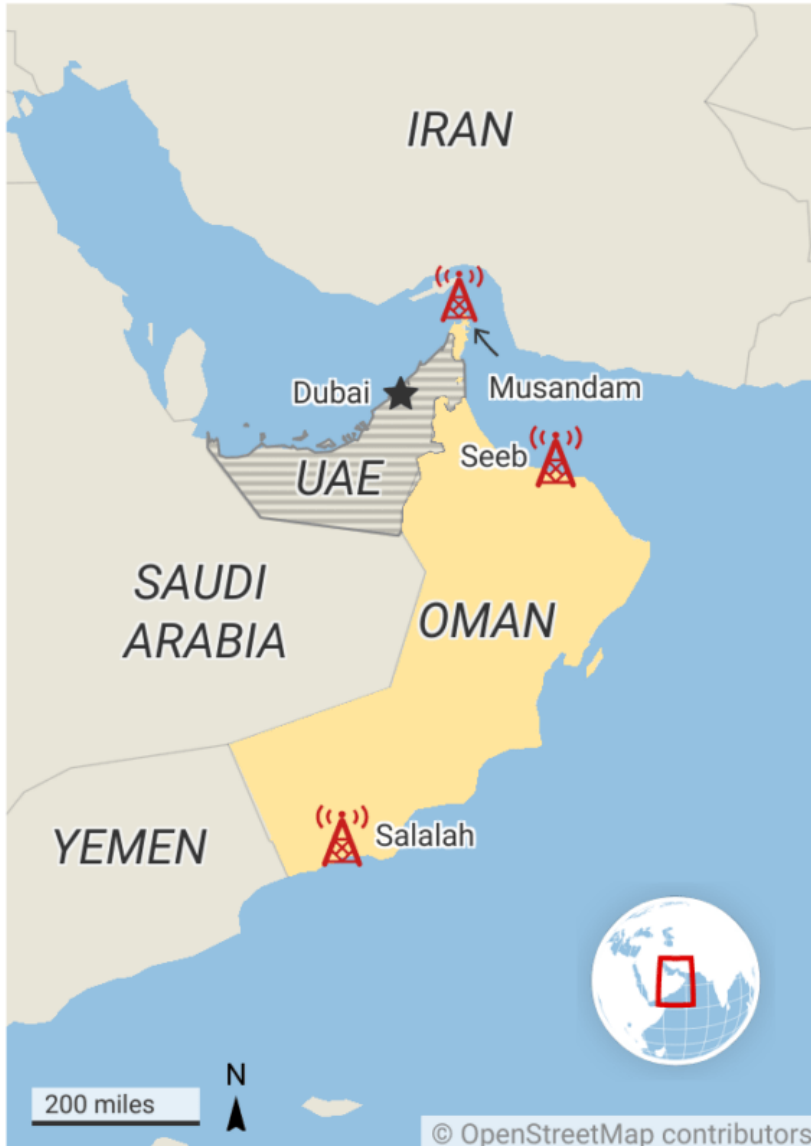 IRAN
Dubai
Musandam
Seeb
UAE
SAUDI
ARABIA
OMAN
YEMEN
Salalah
N
200 miles
© OpenStreetMap contributors